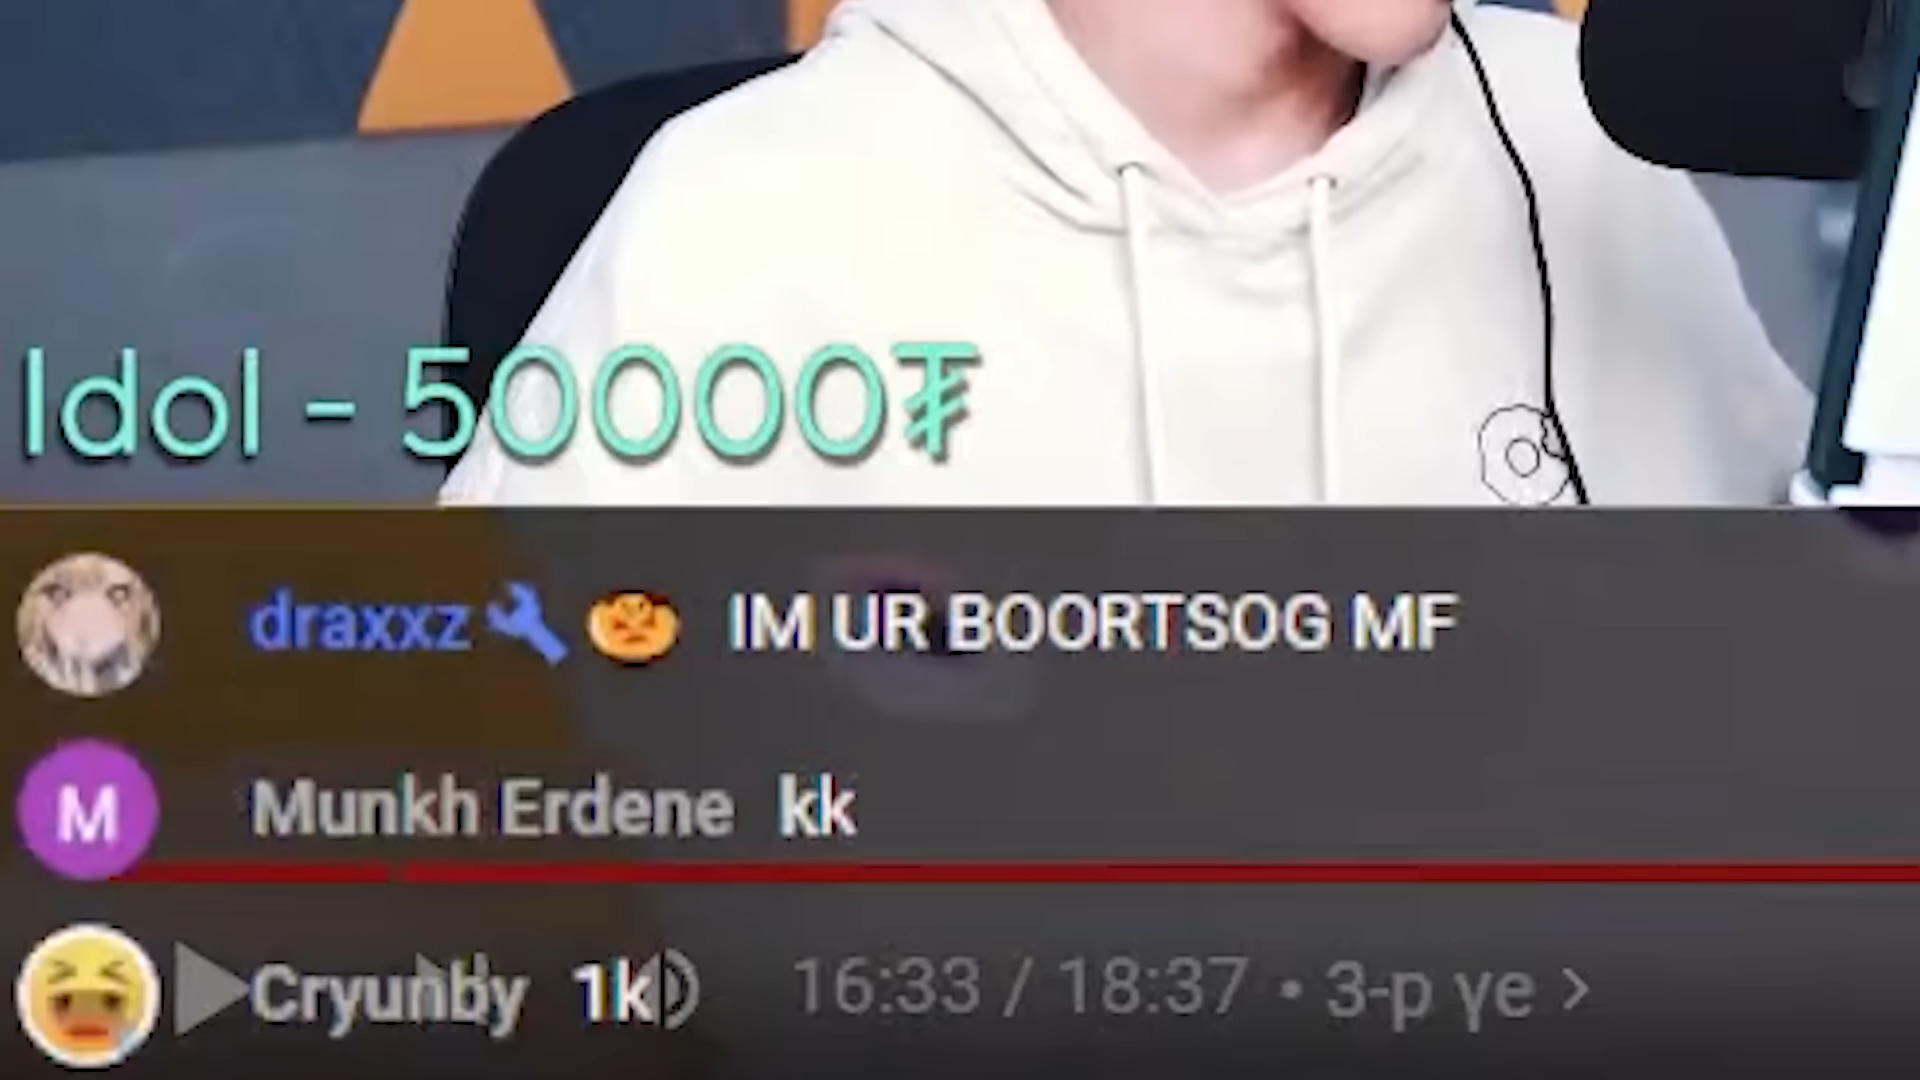 Idol - 50000₮
draxxz IM UR BOORTSOG MF
M Munkh Erdene kk
Cryunby 1k 16:33 / 18:37 • 3-р үе >